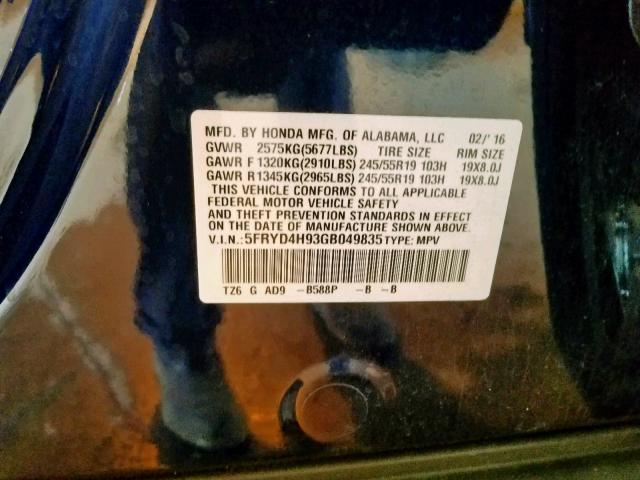 MFD. BY HONDA MFG. OF ALABAMA, LLC 02/'16
GVWR 2575KG(5677LBS) TIRE SIZE RIM SIZE
GAWR F 1320KG(2910LBS) 245/55R19 103H 19X8.0J
GAWR R 1345KG(2965LBS) 245/55R19 103H 19X8.0J
THIS VEHICLE CONFORMS TO ALL APPLICABLE
FEDERAL MOTOR VEHICLE SAFETY
AND THEFT PREVENTION STANDARDS IN EFFECT
ON THE DATE OF MANUFACTURE SHOWN ABOVE.
V.I.N.: 5FRYD4H93GB049835 TYPE: MPV
TZ6 G AD9 -B588P -B -B